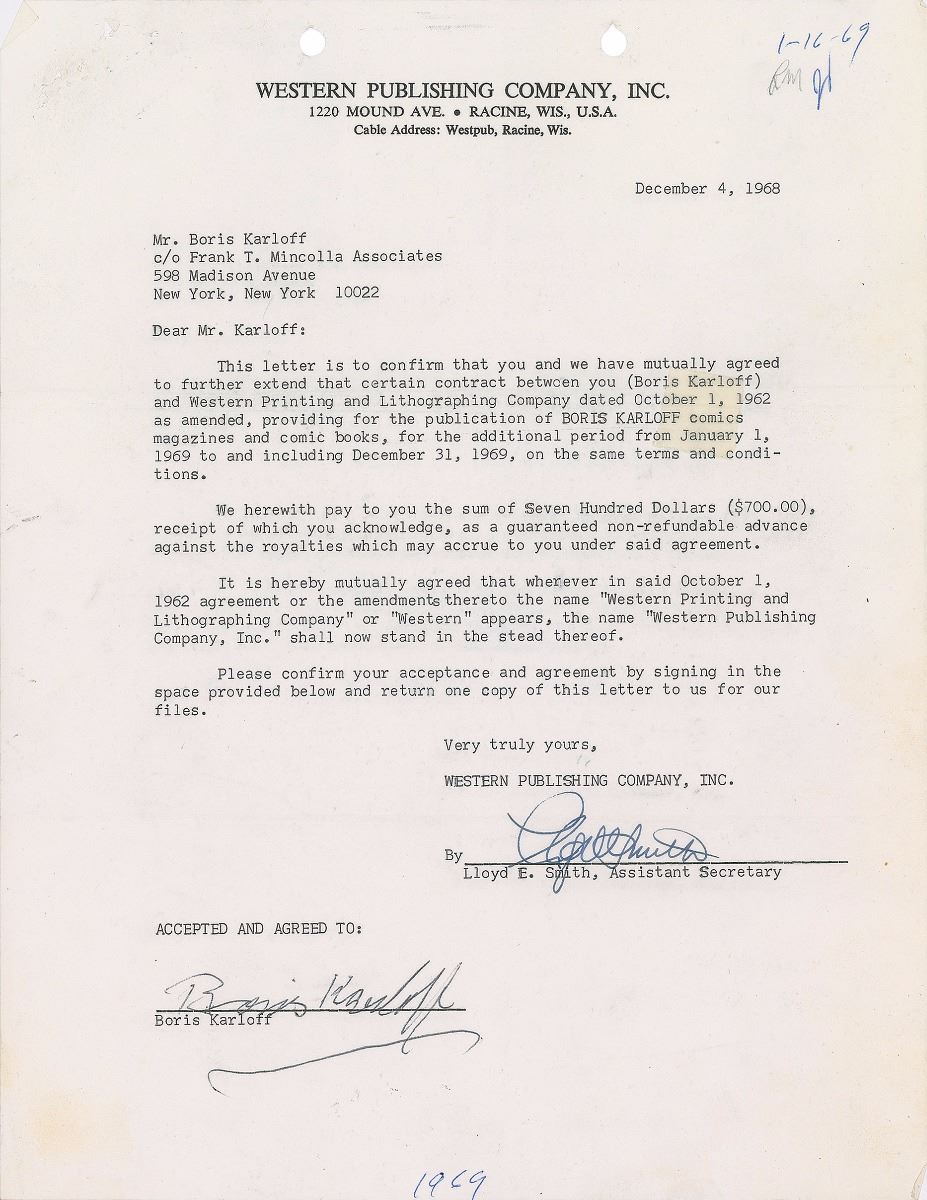 1-16-69
RM
WESTERN PUBLISHING COMPANY, INC.
1220 MOUND AVE. • RACINE, WIS., U.S.A.
Cable Address: Westpub, Racine, Wis.
December 4, 1968
Mr. Boris Karloff
c/o Frank T. Mincolla Associates
598 Madison Avenue
New York, New York 10022
Dear Mr. Karloff:
This letter is to confirm that you and we have mutually agreed
to further extend that certain contract between you (Boris Karloff)
and Western Printing and Lithographing Company dated October 1, 1962
as amended, providing for the publication of BORIS KARLOFF comics
magazines and comic books, for the additional period from January 1,
1969 to and including December 31, 1969, on the same terms and condi-
tions.
We herewith pay to you the sum of Seven Hundred Dollars ($700.00),
receipt of which you acknowledge, as a guaranteed non-refundable advance
against the royalties which may accrue to you under said agreement.
It is hereby mutually agreed that wherever in said October 1,
1962 agreement or the amendments thereto the name "Western Printing and
Lithographing Company" or "Western" appears, the name "Western Publishing
Company, Inc." shall now stand in the stead thereof.
Please confirm your acceptance and agreement by signing in the
space provided below and return one copy of this letter to us for our
files.
Very truly yours,
WESTERN PUBLISHING COMPANY, INC.
By
Lloyd E. Smith, Assistant Secretary
ACCEPTED AND AGREED TO:
Boris Karloff
Boris Karloff
1969